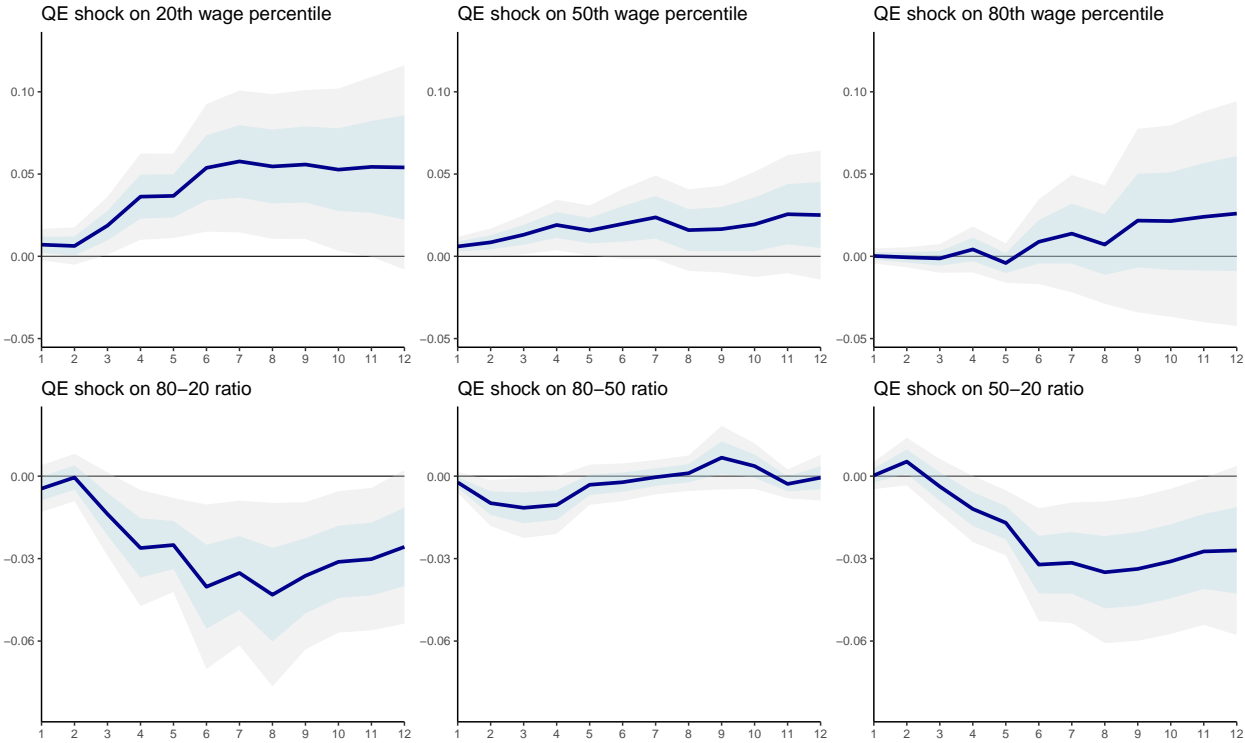 QE shock on 20th wage percentile
0.10
0.05
0.00
−0.05
1 2 3 4 5 6 7 8 9 10 11 12
QE shock on 50th wage percentile
0.10
0.05
0.00
−0.05
1 2 3 4 5 6 7 8 9 10 11 12
QE shock on 80th wage percentile
0.10
0.05
0.00
−0.05
1 2 3 4 5 6 7 8 9 10 11 12
QE shock on 80−20 ratio
0.00
−0.03
−0.06
1 2 3 4 5 6 7 8 9 10 11 12
QE shock on 80−50 ratio
0.00
−0.03
−0.06
1 2 3 4 5 6 7 8 9 10 11 12
QE shock on 50−20 ratio
0.00
−0.03
−0.06
1 2 3 4 5 6 7 8 9 10 11 12